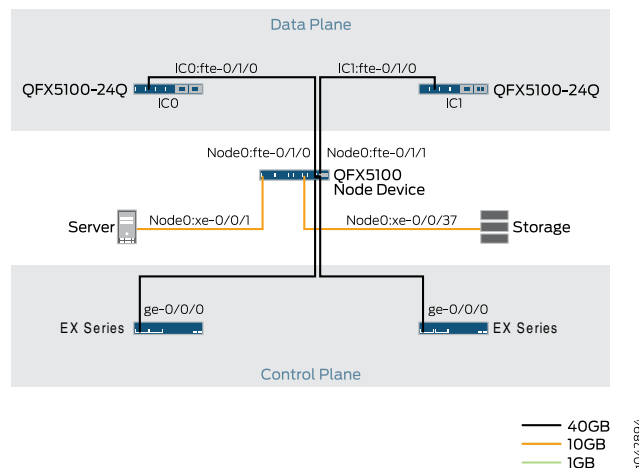 Data Plane
IC0:fte-0/1/0
IC1:fte-0/1/0
QFX5100-24Q
IC0
IC1
QFX5100-24Q
Node0:fte-0/1/0
Node0:fte-0/1/1
QFX5100
Node Device
Server
Node0:xe-0/0/1
Node0:xe-0/0/37
Storage
ge-0/0/0
ge-0/0/0
EX Series
EX Series
Control Plane
40GB
10GB
1GB